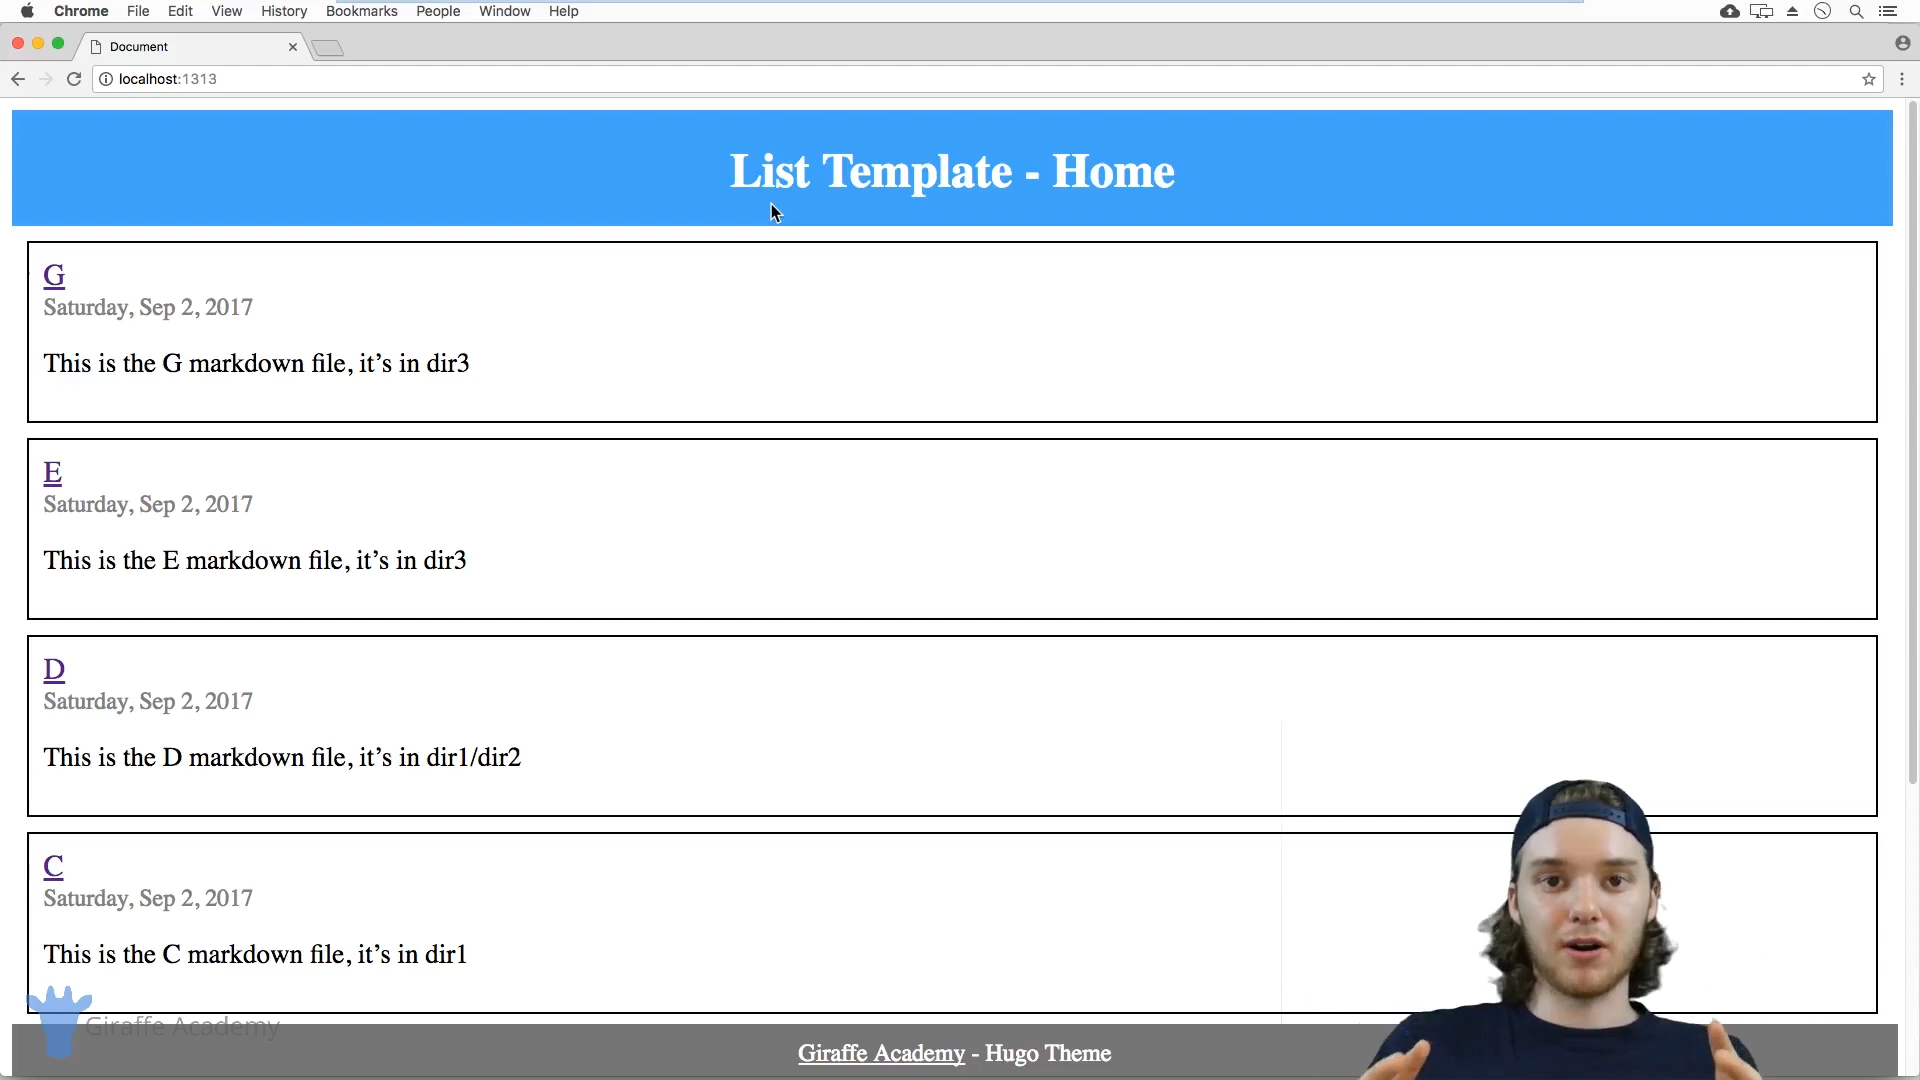 Chrome File Edit View History Bookmarks People Window Help
Document
localhost:1313
List Template - Home
G
Saturday, Sep 2, 2017
This is the G markdown file, it’s in dir3
E
Saturday, Sep 2, 2017
This is the E markdown file, it’s in dir3
D
Saturday, Sep 2, 2017
This is the D markdown file, it’s in dir1/dir2
C
Saturday, Sep 2, 2017
This is the C markdown file, it’s in dir1
Giraffe Academy
Giraffe Academy - Hugo Theme